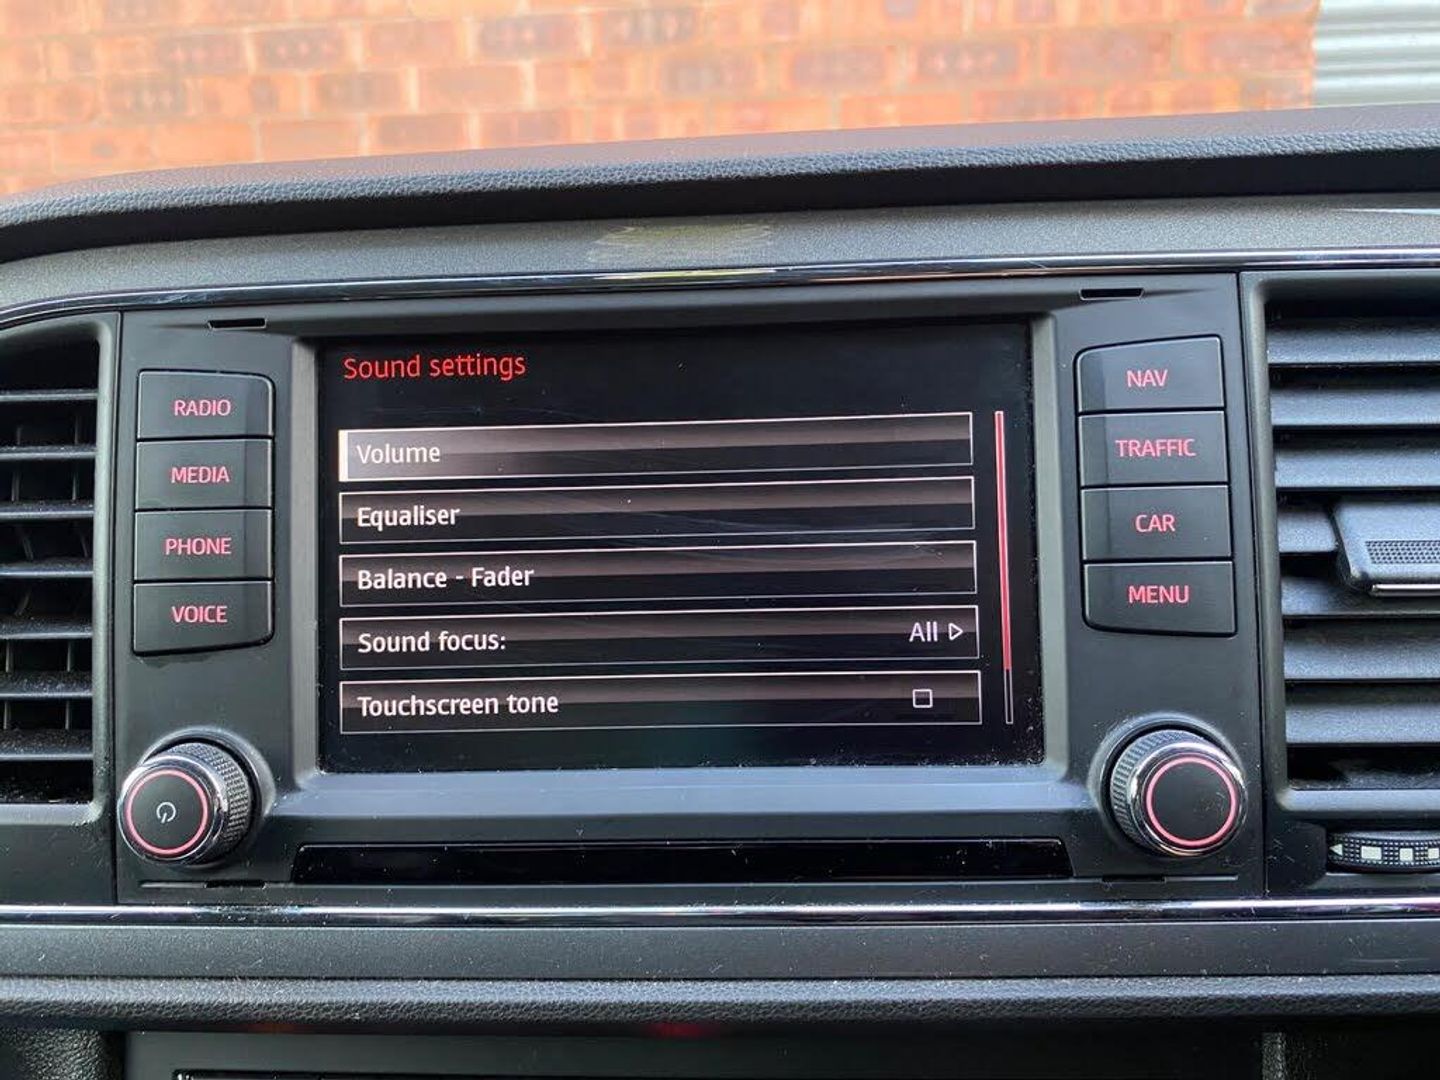 Sound settings
Volume
Equaliser
Balance - Fader
Sound focus: All
Touchscreen tone
RADIO
MEDIA
PHONE
VOICE
NAV
TRAFFIC
CAR
MENU